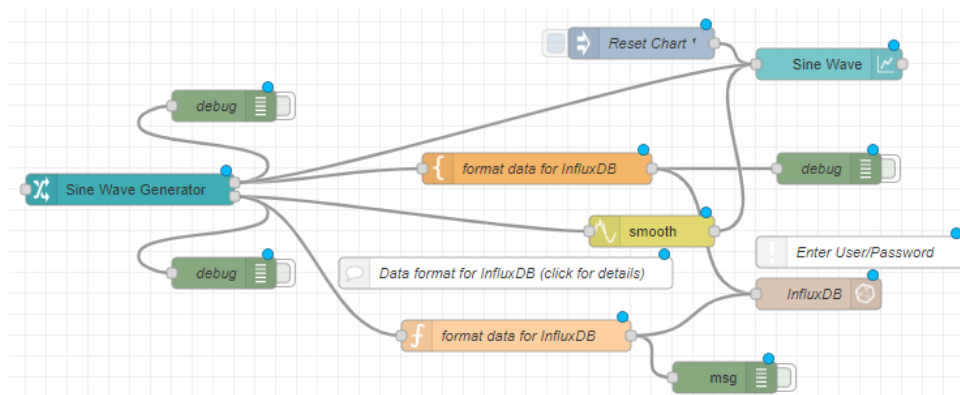 Reset Chart ¹
Sine Wave
debug
format data for InfluxDB
debug
Sine Wave Generator
smooth
Enter User/Password
debug
Data format for InfluxDB (click for details)
InfluxDB
format data for InfluxDB
msg